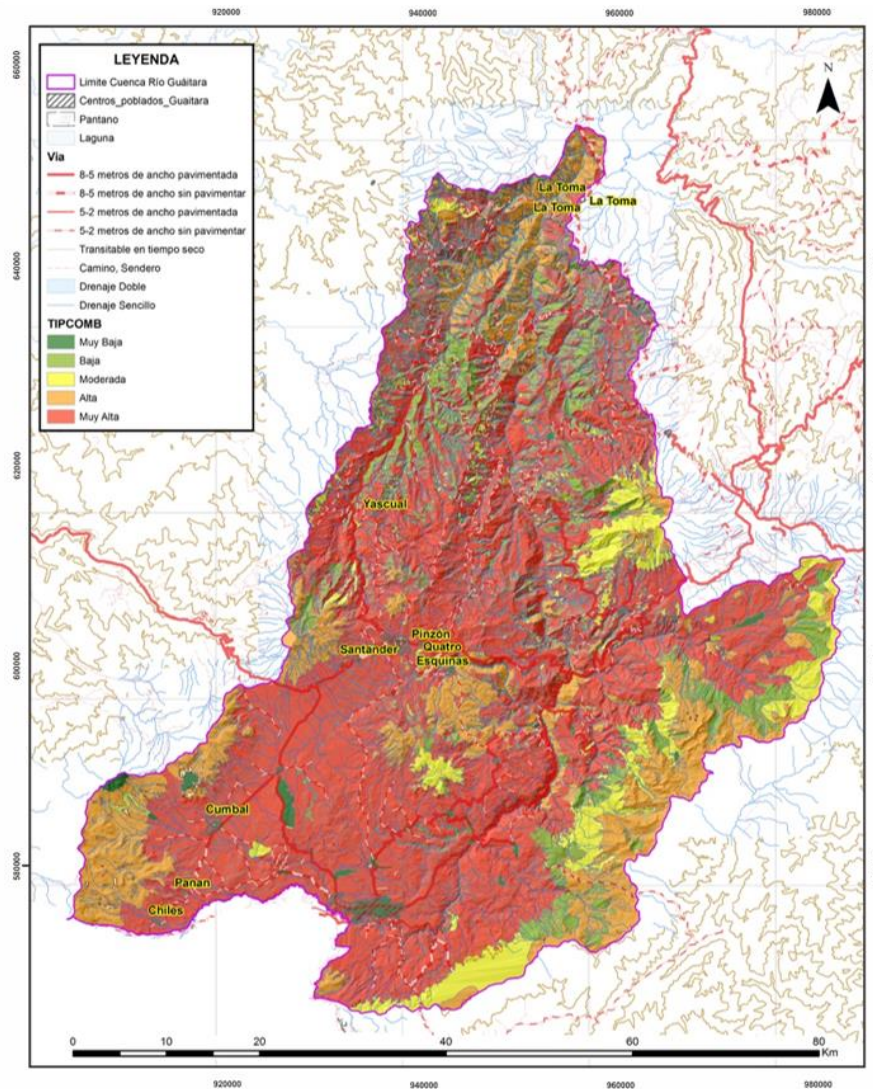 920000 940000 960000 980000
660000
640000
620000
600000
580000
LEYENDA
Limite Cuenca Río Guáitara
Centros_poblados_Guaitara
Pantano
Laguna
Via
8-5 metros de ancho pavimentada
8-5 metros de ancho sin pavimentar
5-2 metros de ancho pavimentada
5-2 metros de ancho sin pavimentar
Transitable en tiempo seco
Camino, Sendero
Drenaje Doble
Drenaje Sencillo
TIPCOMB
Muy Baja
Baja
Moderada
Alta
Muy Alta
N
La Toma
La Toma
La Toma
Yascual
Pinzón
Santander
Quatro
Esquinas
Cumbal
Panan
Chiles
0 10 20 40 60 80
Km
920000 940000 960000 980000